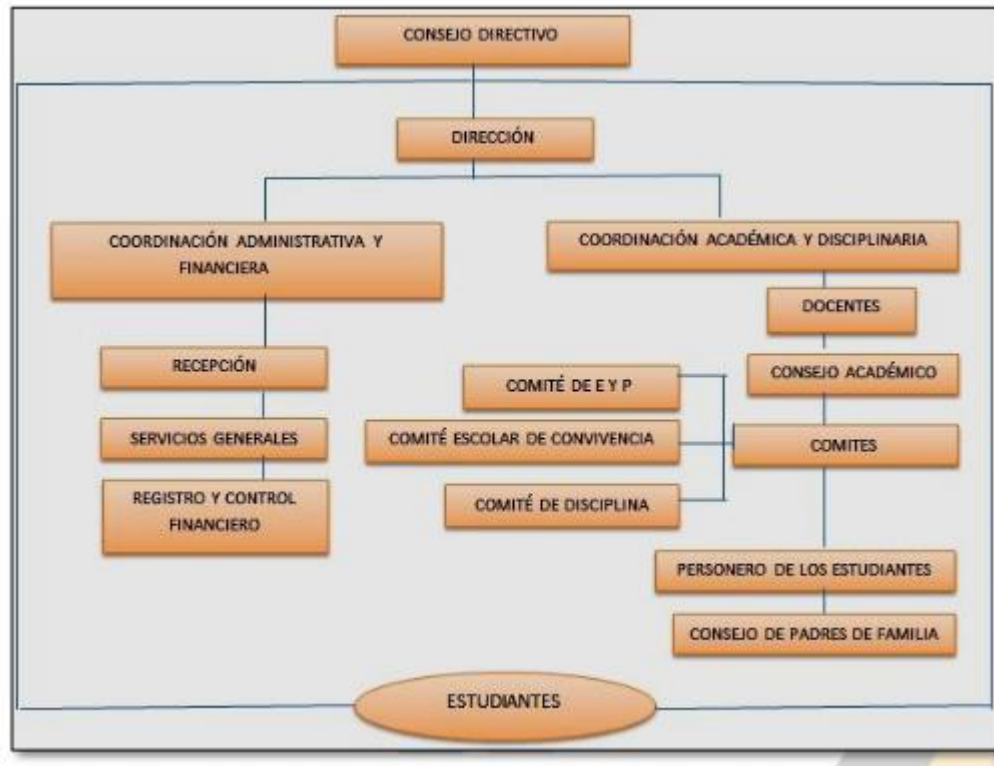 CONSEJO DIRECTIVO
DIRECCIÓN
COORDINACIÓN ADMINISTRATIVA Y
FINANCIERA
COORDINACIÓN ACADÉMICA Y DISCIPLINARIA
DOCENTES
RECEPCIÓN
CONSEJO ACADÉMICO
COMITÉ DE E Y P
SERVICIOS GENERALES
COMITÉ ESCOLAR DE CONVIVENCIA
COMITES
REGISTRO Y CONTROL
FINANCIERO
COMITÉ DE DISCIPLINA
PERSONERO DE LOS ESTUDIANTES
CONSEJO DE PADRES DE FAMILIA
ESTUDIANTES